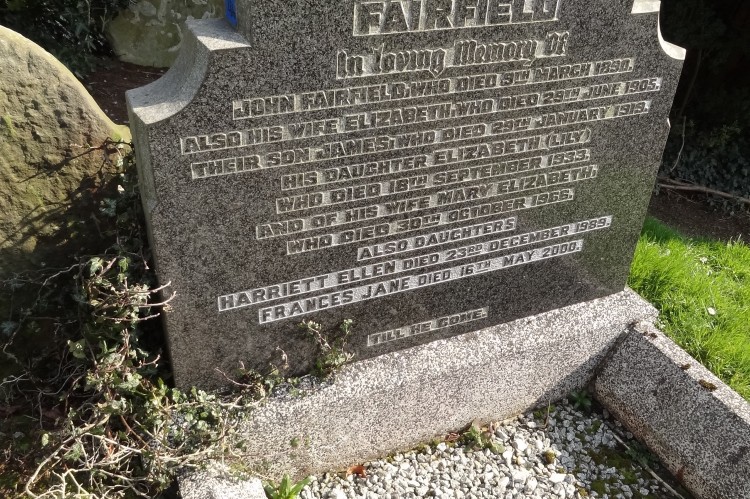 FAIRFIELD
In Loving Memory Of
JOHN FAIRFIELD, WHO DIED 9TH MARCH 1890.
ALSO HIS WIFE ELIZABETH, WHO DIED 29TH JUNE 1905.
THEIR SON JAMES, WHO DIED 29TH JANUARY 1919.
HIS DAUGHTER ELIZABETH (LILY)
WHO DIED 18TH SEPTEMBER 1933.
AND OF HIS WIFE MARY ELIZABETH,
WHO DIED 30TH OCTOBER 1968.
ALSO DAUGHTERS
HARRIETT ELLEN DIED 23RD DECEMBER 1989.
FRANCES JANE DIED 16TH MAY 2000.
TILL HE COME.